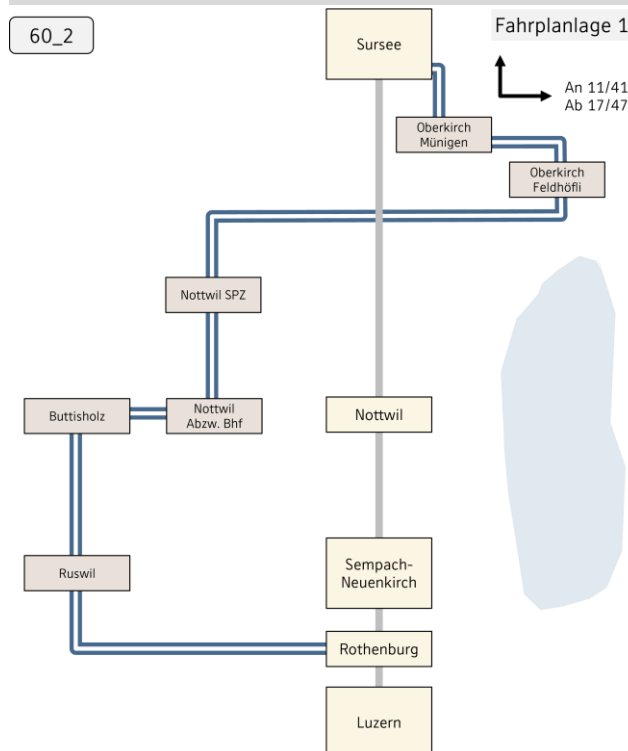 60_2
Sursee
Fahrplanlage 1
An 11/41
Ab 17/47
Oberkirch
Münigen
Oberkirch
Feldhöfli
Nottwil SPZ
Buttisholz
Nottwil
Abzw. Bhf
Nottwil
Ruswil
Sempach-
Neuenkirch
Rothenburg
Luzern